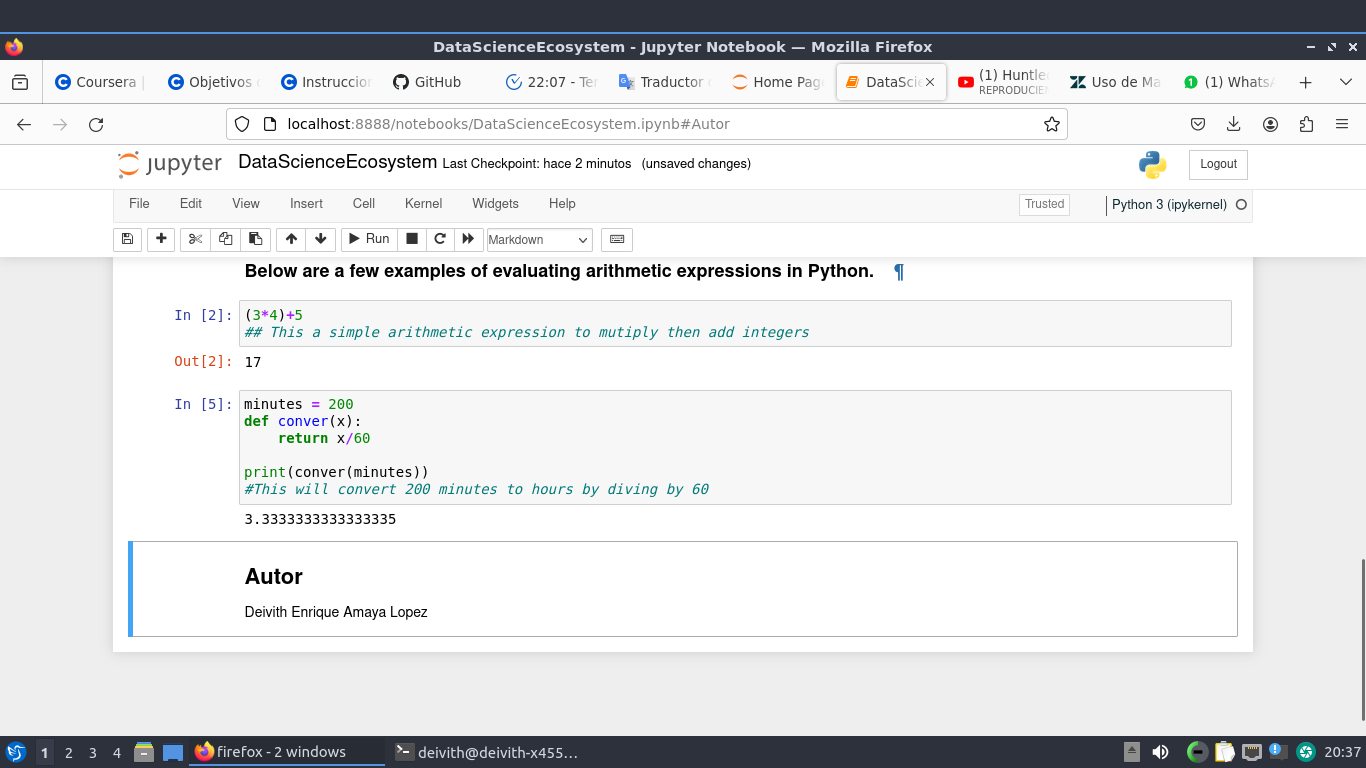 DataScienceEcosystem - Jupyter Notebook — Mozilla Firefox
Coursera | Objetivos Instruccion GitHub 22:07 - Ter Traductor Home Page DataScie (1) Huntle Uso de Ma (1) WhatsA
REPRODUCIEN
localhost:8888/notebooks/DataScienceEcosystem.ipynb#Autor
jupyter DataScienceEcosystem Last Checkpoint: hace 2 minutos (unsaved changes) Logout
File Edit View Insert Cell Kernel Widgets Help Trusted Python 3 (ipykernel)
Run Markdown
Below are a few examples of evaluating arithmetic expressions in Python. ¶
In [2]: (3*4)+5
## This a simple arithmetic expression to mutiply then add integers
Out[2]: 17
In [5]: minutes = 200
def conver(x):
return x/60
print(conver(minutes))
#This will convert 200 minutes to hours by diving by 60
3.3333333333333335
Autor
Deivith Enrique Amaya Lopez
1 2 3 4 firefox - 2 windows deivith@deivith-x455... 20:37